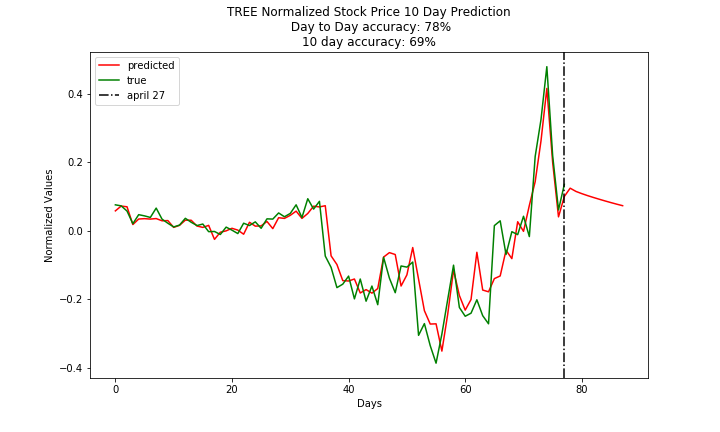 TREE Normalized Stock Price 10 Day Prediction
Day to Day accuracy: 78%
10 day accuracy: 69%
predicted
true
april 27
Normalized Values
0.4
0.2
0.0
−0.2
−0.4
0
20
40
60
80
Days